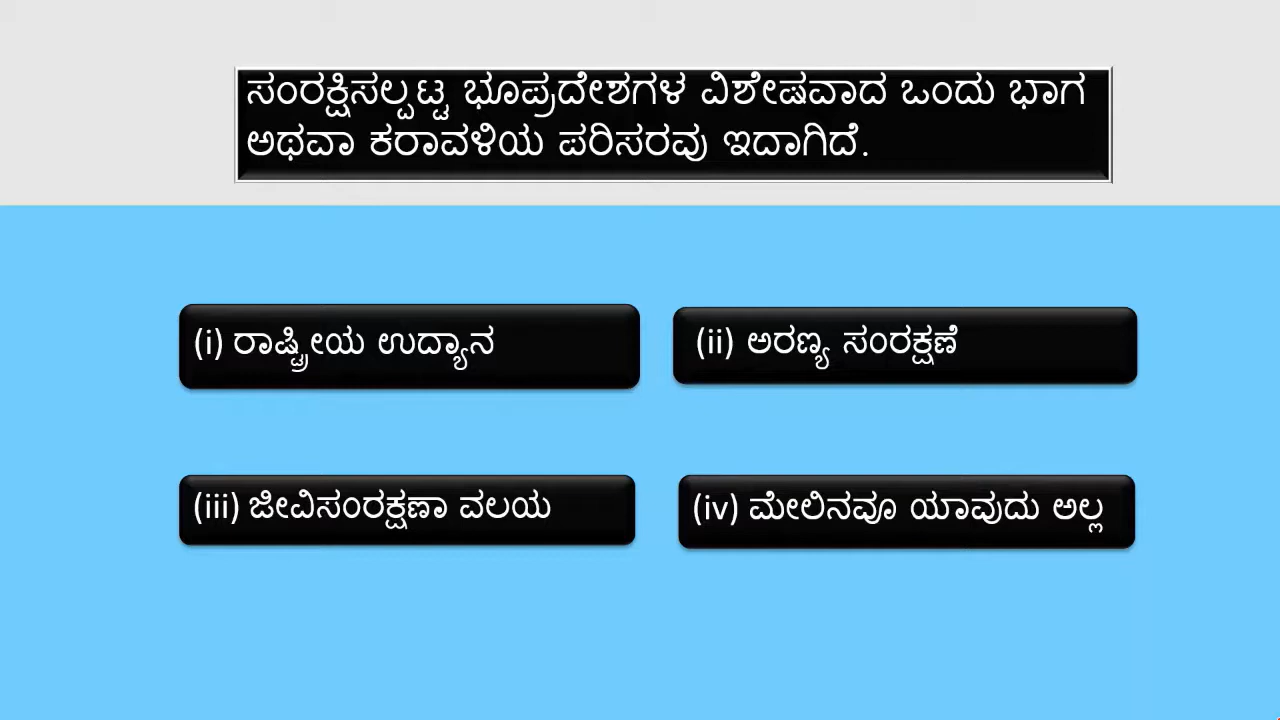 ಸಂರಕ್ಷಿಸಲ್ಪಟ್ಟ ಭೂಪ್ರದೇಶಗಳ ವಿಶೇಷವಾದ ಒಂದು ಭಾಗ
ಅಥವಾ ಕರಾವಳಿಯ ಪರಿಸರವು ಇದಾಗಿದೆ.
(i) ರಾಷ್ಟ್ರೀಯ ಉದ್ಯಾನ
(ii) ಅರಣ್ಯ ಸಂರಕ್ಷಣೆ
(iii) ಜೀವಿಸಂರಕ್ಷಣಾ ವಲಯ
(iv) ಮೇಲಿನವೂ ಯಾವುದು ಅಲ್ಲ